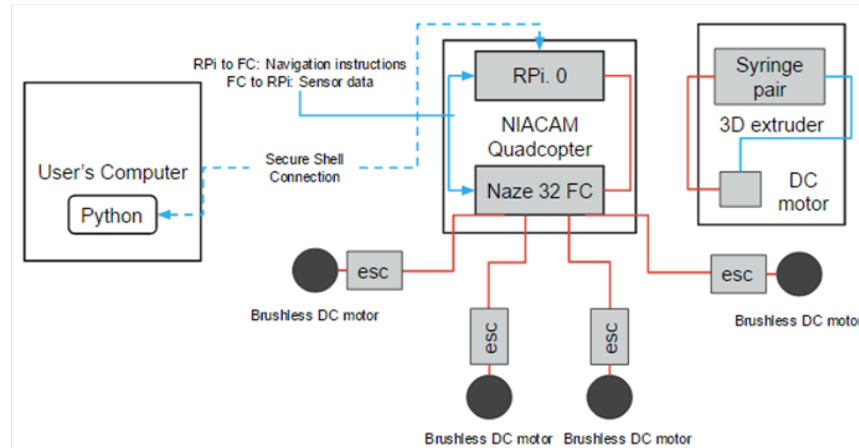 RPi to FC: Navigation instructions
FC to RPi: Sensor data
RPi. 0
NIACAM
Quadcopter
Naze 32 FC
Syringe
pair
3D extruder
DC
motor
User's Computer
Python
Secure Shell
Connection
esc
Brushless DC motor
esc
Brushless DC motor
esc
Brushless DC motor
esc
Brushless DC motor